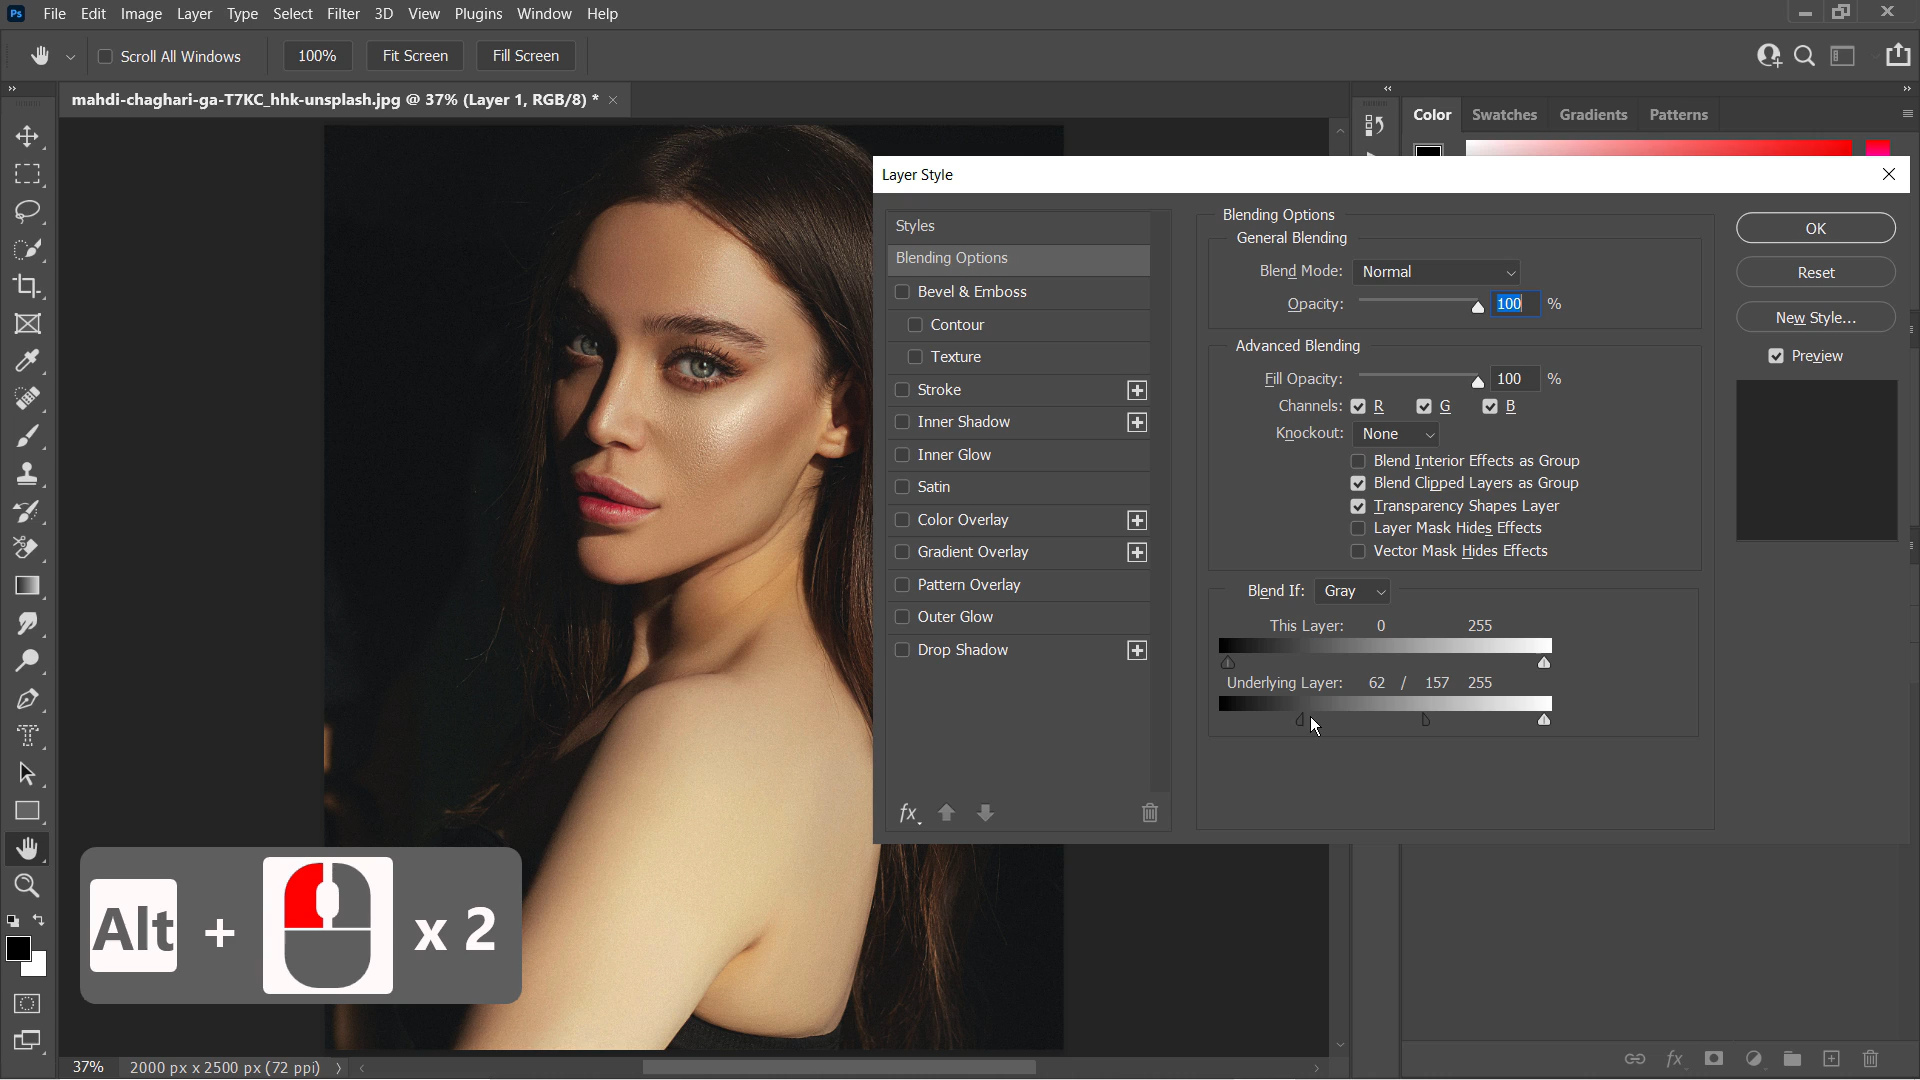 Ps File Edit Image Layer Type Select Filter 3D View Plugins Window Help
Scroll All Windows 100% Fit Screen Fill Screen
mahdi-chaghari-ga-T7KC_hhk-unsplash.jpg @ 37% (Layer 1, RGB/8) *
Color Swatches Gradients Patterns
Layer Style
Styles
Blending Options
Bevel & Emboss
Contour
Texture
Stroke
Inner Shadow
Inner Glow
Satin
Color Overlay
Gradient Overlay
Pattern Overlay
Outer Glow
Drop Shadow
fx
Blending Options
General Blending
Blend Mode: Normal
Opacity: 100 %
Advanced Blending
Fill Opacity: 100 %
Channels: R G B
Knockout: None
Blend Interior Effects as Group
Blend Clipped Layers as Group
Transparency Shapes Layer
Layer Mask Hides Effects
Vector Mask Hides Effects
Blend If: Gray
This Layer: 0 255
Underlying Layer: 62 / 157 255
OK
Reset
New Style...
Preview
Alt + x 2
37% 2000 px x 2500 px (72 ppi)
fx